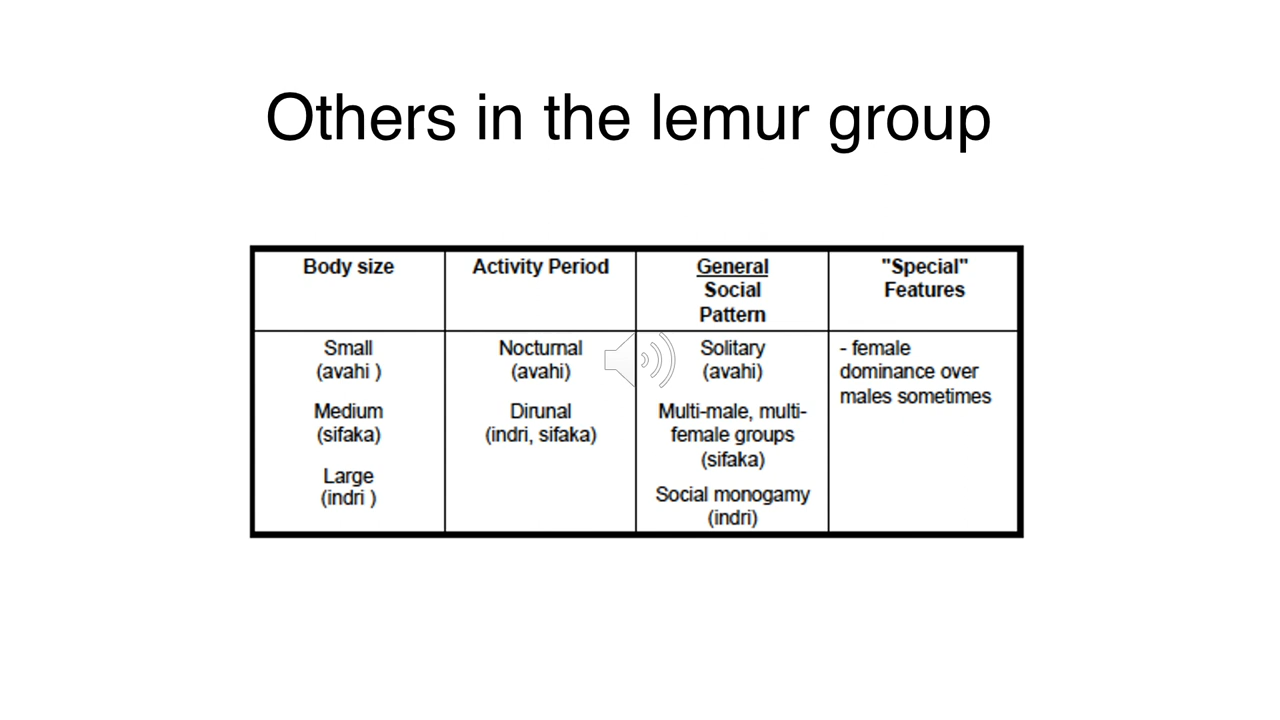 Others in the lemur group
Body size
Activity Period
General
Social
Pattern
"Special"
Features
Small
(avahi )
Medium
(sifaka)
Large
(indri )
Nocturnal
(avahi)
Dirunal
(indri, sifaka)
Solitary
(avahi)
Multi-male, multi-
female groups
(sifaka)
Social monogamy
(indri)
- female
dominance over
males sometimes